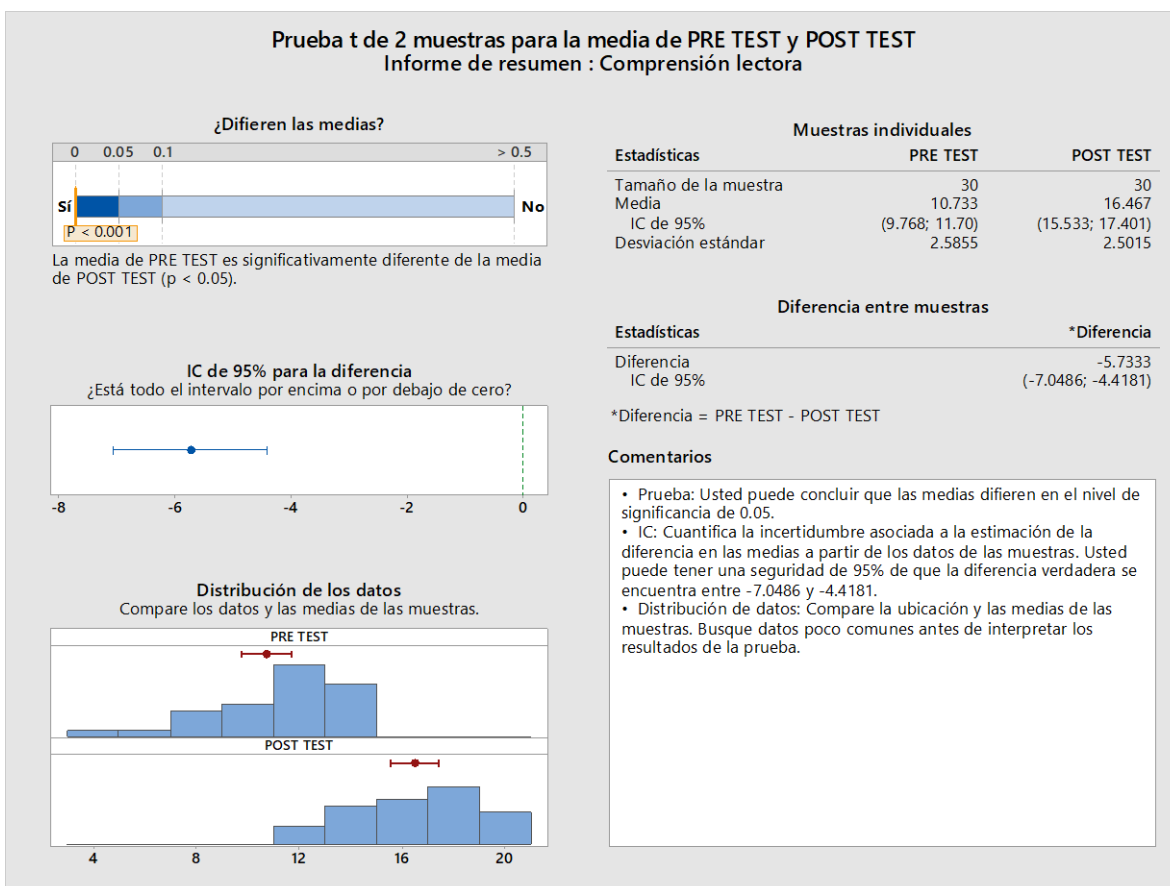 Prueba t de 2 muestras para la media de PRE TEST y POST TEST
Informe de resumen : Comprensión lectora
¿Difieren las medias?
0 0.05 0.1 > 0.5
Sí No
P < 0.001
La media de PRE TEST es significativamente diferente de la media
de POST TEST (p < 0.05).
IC de 95% para la diferencia
¿Está todo el intervalo por encima o por debajo de cero?
-8 -6 -4 -2 0
Distribución de los datos
Compare los datos y las medias de las muestras.
PRE TEST
POST TEST
4 8 12 16 20
Muestras individuales
Estadísticas PRE TEST POST TEST
Tamaño de la muestra 30 30
Media 10.733 16.467
IC de 95% (9.768; 11.70) (15.533; 17.401)
Desviación estándar 2.5855 2.5015
Diferencia entre muestras
Estadísticas *Diferencia
Diferencia -5.7333
IC de 95% (-7.0486; -4.4181)
*Diferencia = PRE TEST - POST TEST
Comentarios
• Prueba: Usted puede concluir que las medias difieren en el nivel de
significancia de 0.05.
• IC: Cuantifica la incertidumbre asociada a la estimación de la
diferencia en las medias a partir de los datos de las muestras. Usted
puede tener una seguridad de 95% de que la diferencia verdadera se
encuentra entre -7.0486 y -4.4181.
• Distribución de datos: Compare la ubicación y las medias de las
muestras. Busque datos poco comunes antes de interpretar los
resultados de la prueba.